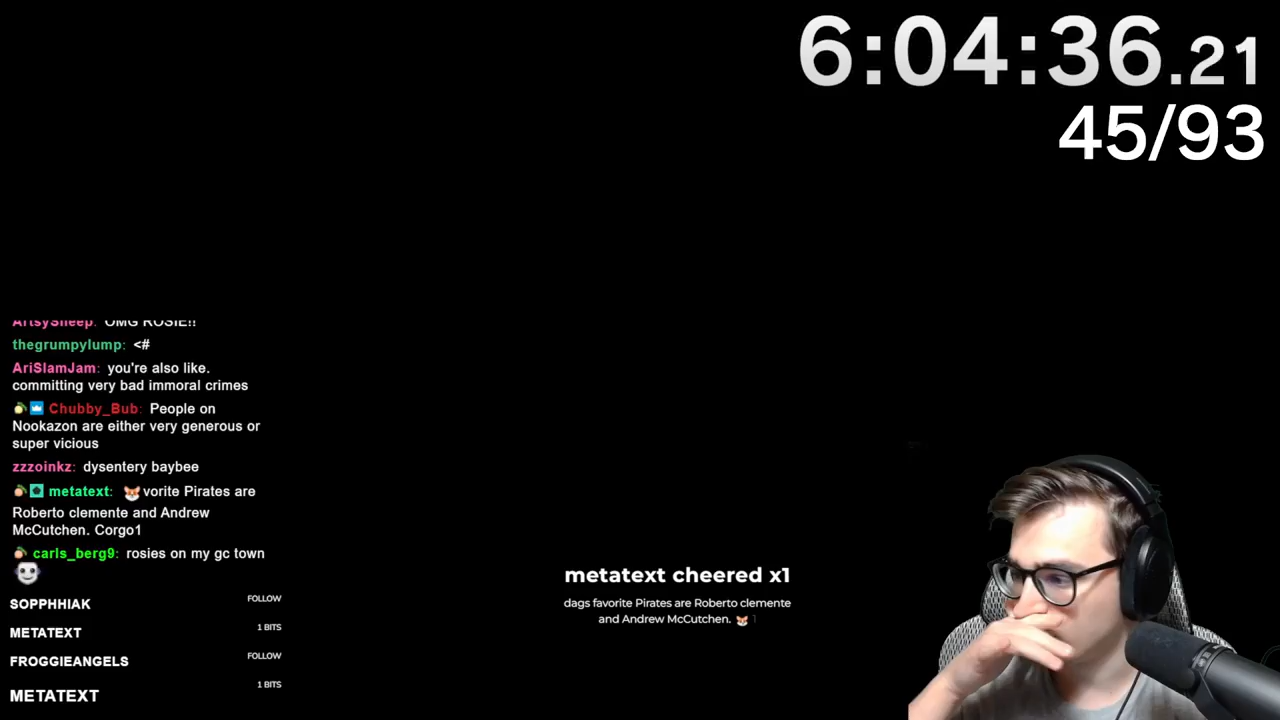 6:04:36.21
45/93
ArtsySheep: OMG ROSIE!!
thegrumpylump: <#
AriSlamJam: you're also like.
committing very bad immoral crimes
Chubby_Bub: People on
Nookazon are either very generous or
super vicious
zzzoinkz: dysentery baybee
metatext: vorite Pirates are
Roberto clemente and Andrew
McCutchen. Corgo1
carls_berg9: rosies on my gc town
SOPPHHIAK FOLLOW
METATEXT 1 BITS
FROGGIEANGELS FOLLOW
METATEXT 1 BITS
metatext cheered x1
dags favorite Pirates are Roberto clemente
and Andrew McCutchen. 1